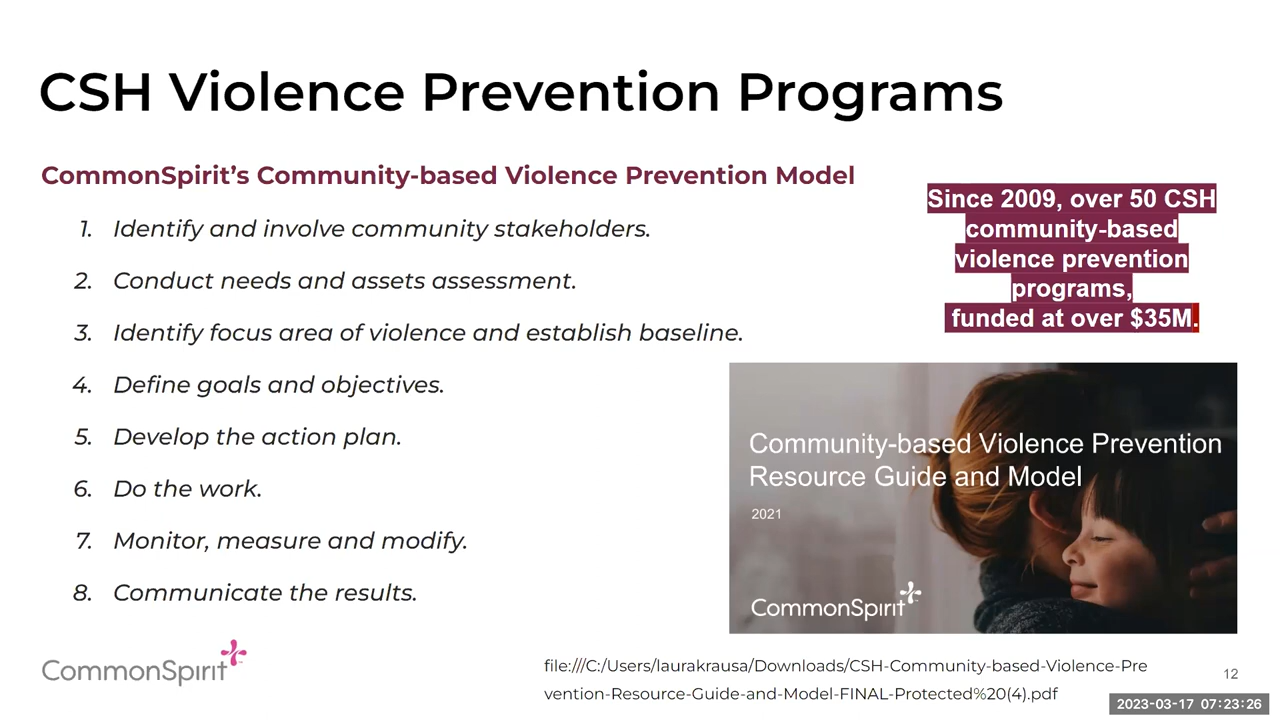 CSH Violence Prevention Programs
CommonSpirit’s Community-based Violence Prevention Model
1. Identify and involve community stakeholders.
2. Conduct needs and assets assessment.
3. Identify focus area of violence and establish baseline.
4. Define goals and objectives.
5. Develop the action plan.
6. Do the work.
7. Monitor, measure and modify.
8. Communicate the results.
Since 2009, over 50 CSH
community-based
violence prevention
programs,
funded at over $35M.
Community-based Violence Prevention
Resource Guide and Model
2021
CommonSpirit
CommonSpirit™
file:///C:/Users/laurakrausa/Downloads/CSH-Community-based-Violence-Pre
vention-Resource-Guide-and-Model-FINAL-Protected%20(4).pdf
12
2023-03-17 07:23:26